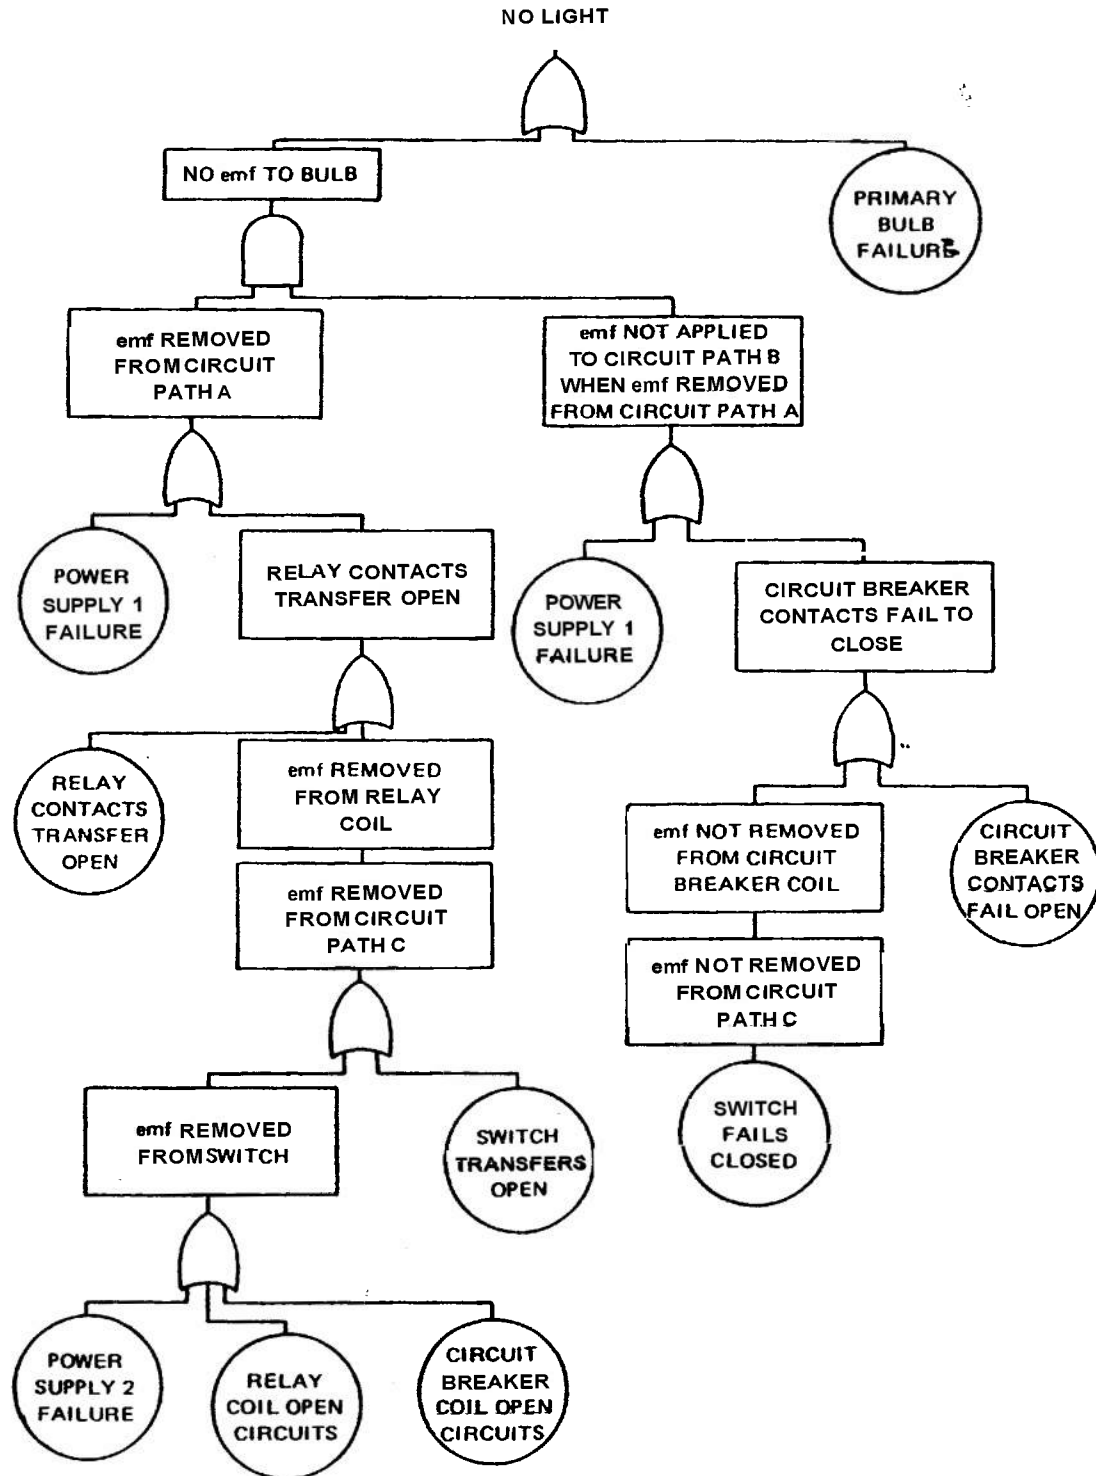 NO LIGHT
NO emf TO BULB
PRIMARY
BULB
FAILURE
emf REMOVED
FROM CIRCUIT
PATH A
emf NOT APPLIED
TO CIRCUIT PATH B
WHEN emf REMOVED
FROM CIRCUIT PATH A
POWER
SUPPLY 1
FAILURE
RELAY CONTACTS
TRANSFER OPEN
POWER
SUPPLY 1
FAILURE
CIRCUIT BREAKER
CONTACTS FAIL TO
CLOSE
RELAY
CONTACTS
TRANSFER
OPEN
emf REMOVED
FROM RELAY
COIL
emf NOT REMOVED
FROM CIRCUIT
BREAKER COIL
CIRCUIT
BREAKER
CONTACTS
FAIL OPEN
emf REMOVED
FROM CIRCUIT
PATH C
emf NOT REMOVED
FROM CIRCUIT
PATH C
emf REMOVED
FROM SWITCH
SWITCH
TRANSFERS
OPEN
SWITCH
FAILS
CLOSED
POWER
SUPPLY 2
FAILURE
RELAY
COIL OPEN
CIRCUITS
CIRCUIT
BREAKER
COIL OPEN
CIRCUITS